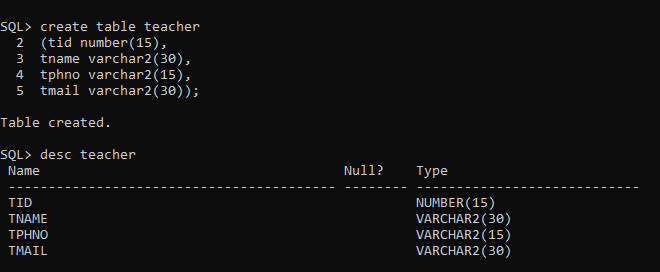 SQL> create table teacher
  2  (tid number(15),
  3  tname varchar2(30),
  4  tphno varchar2(15),
  5  tmail varchar2(30));
Table created.
SQL> desc teacher
 Name                                      Null?    Type
 ----------------------------------------- -------- ----------------------------
 TID                                                NUMBER(15)
 TNAME                                              VARCHAR2(30)
 TPHNO                                              VARCHAR2(15)
 TMAIL                                              VARCHAR2(30)